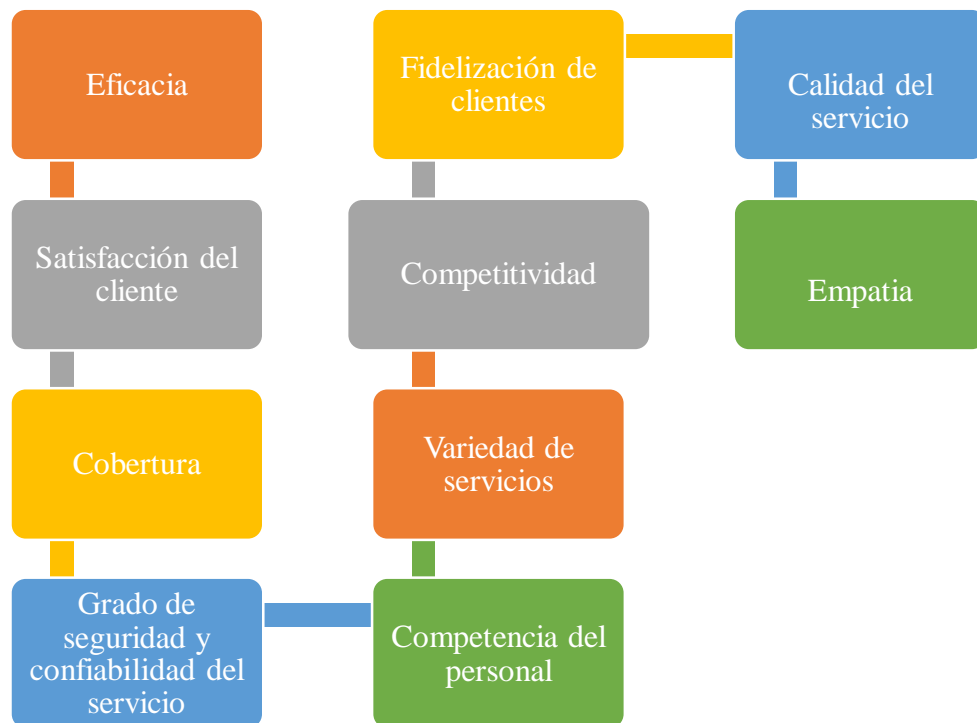 Eficacia
Satisfacción del
cliente
Cobertura
Grado de
seguridad y
confiabilidad del
servicio
Competencia del
personal
Variedad de
servicios
Competitividad
Fidelización de
clientes
Calidad del
servicio
Empatia